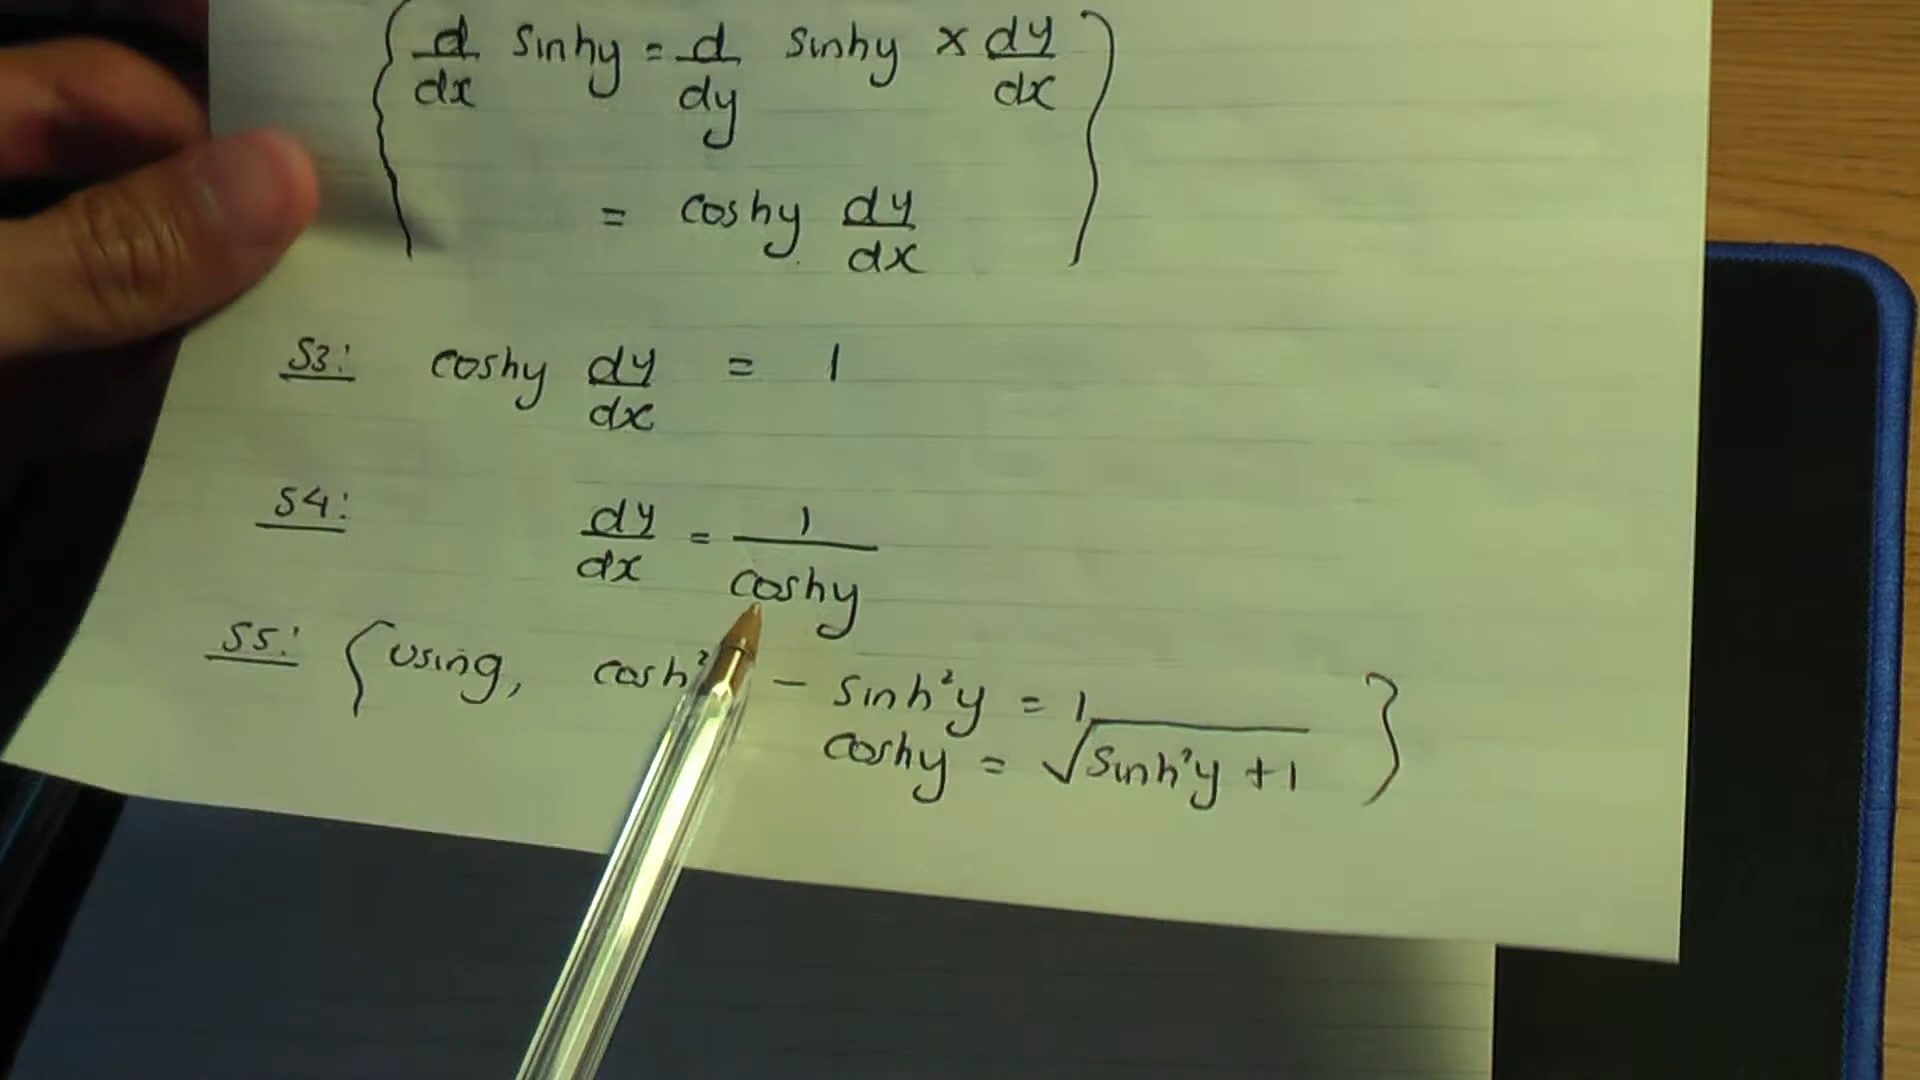 d/dx sinhy = d/dy sinhy × dy/dx
= coshy dy/dx
S3: coshy dy/dx = 1
S4: dy/dx = 1/coshy
S5: { using, cosh² - sinh²y = 1
coshy = √(sinh²y + 1) }